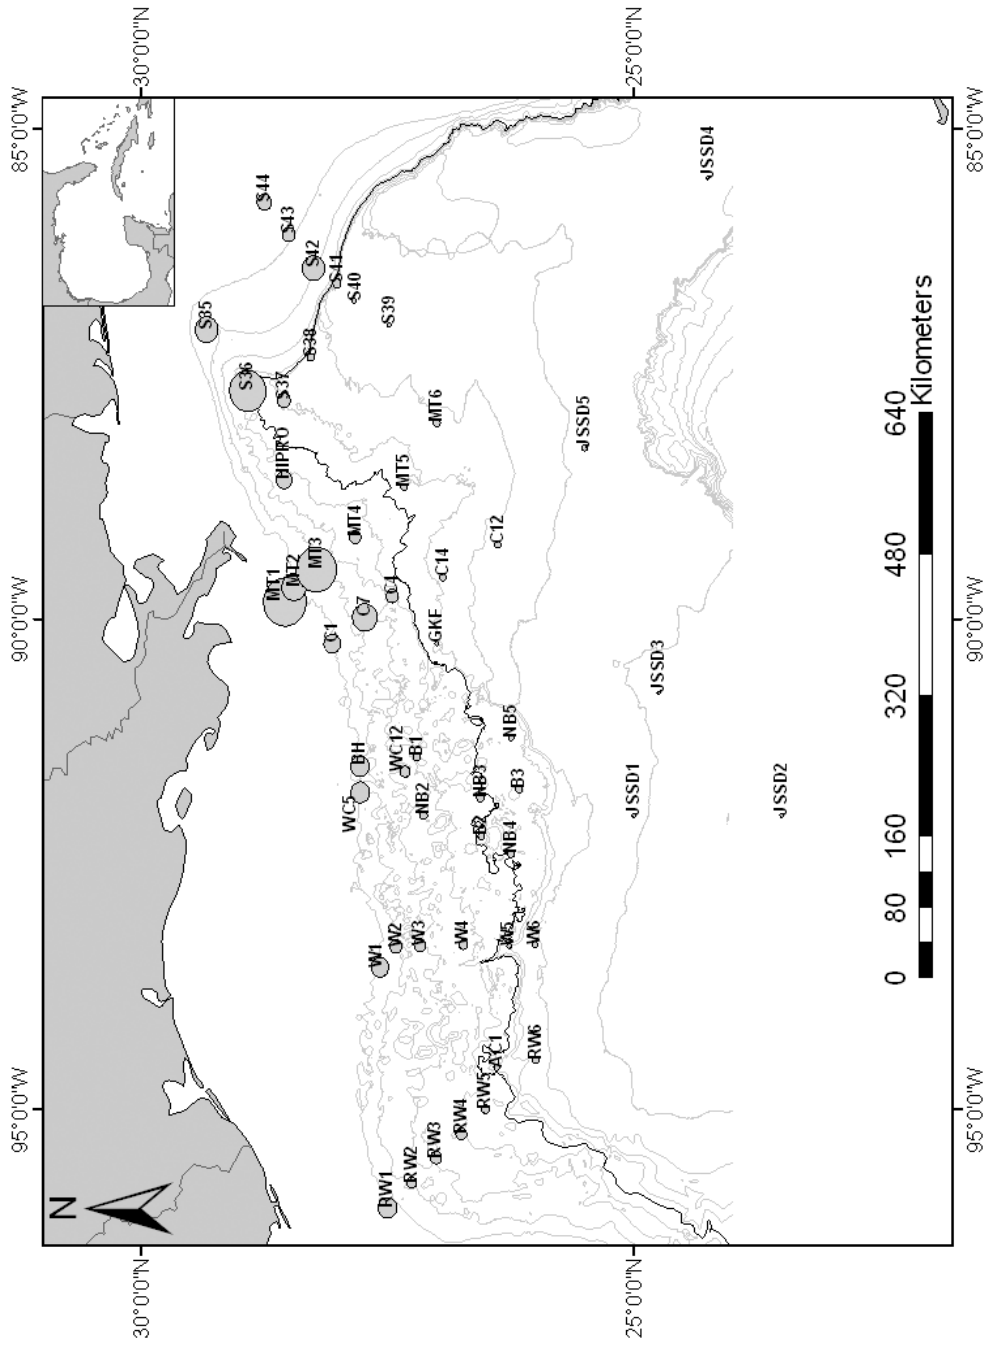 95°0'0"W
90°0'0"W
85°0'0"W
30°0'0"N
30°0'0"N
N
S35
S44
S36
S43
HIPRO
S37
S42
MT1
MT2
MT3
S38
S41
C1
C7
MT4
S40
WC5
BH
C4
S39
W1
WC12
MT5
RW1
W2
B1
RW2
W3
NB2
GKF
C14
MT6
RW3
RW4
W4
RW5
B2
NB3
C12
AC1
W5
NB4
B3
NB5
RW6
W6
JSSD5
25°0'0"N
25°0'0"N
JSSD1
JSSD3
JSSD4
JSSD2
0 80 160 320 480 640
Kilometers
95°0'0"W
90°0'0"W
85°0'0"W